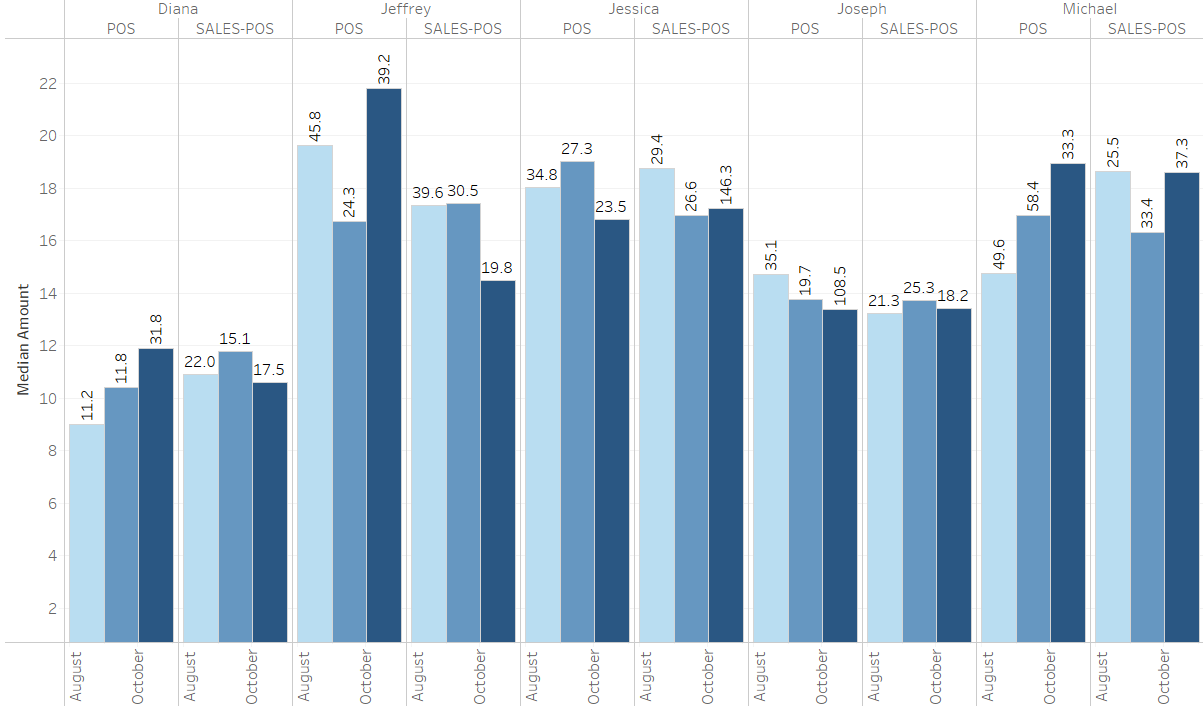 Diana Jeffrey Jessica Joseph Michael
POS SALES-POS POS SALES-POS POS SALES-POS POS SALES-POS POS SALES-POS
Median Amount
22
20
18
16
14
12
10
8
6
4
2
11.2 11.8 31.8 22.0 15.1 17.5 45.8 24.3 39.2 39.6 30.5 19.8 34.8 27.3 23.5 29.4 26.6 146.3 35.1 19.7 108.5 21.3 25.3 18.2 49.6 58.4 33.3 25.5 33.4 37.3
August October August October August October August October August October August October August October August October August October August October